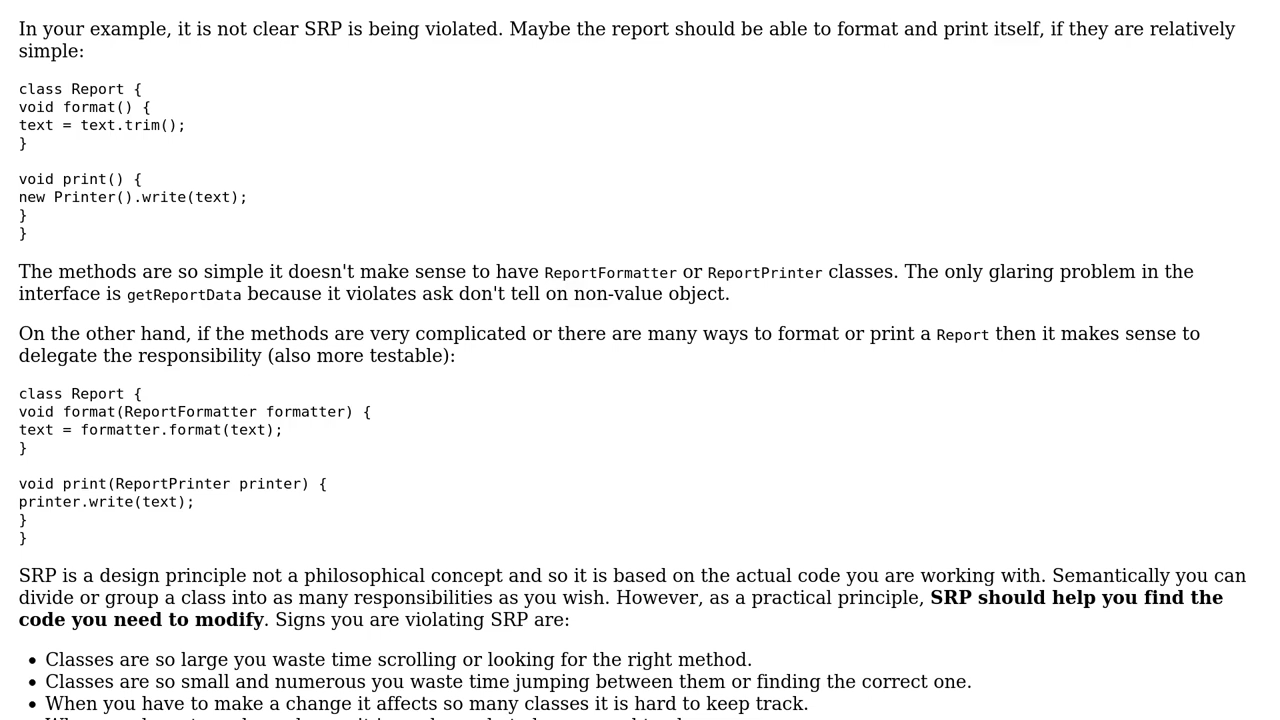 In your example, it is not clear SRP is being violated. Maybe the report should be able to format and print itself, if they are relatively
simple:
class Report {
void format() {
text = text.trim();
}
void print() {
new Printer().write(text);
}
}
The methods are so simple it doesn't make sense to have ReportFormatter or ReportPrinter classes. The only glaring problem in the
interface is getReportData because it violates ask don't tell on non-value object.
On the other hand, if the methods are very complicated or there are many ways to format or print a Report then it makes sense to
delegate the responsibility (also more testable):
class Report {
void format(ReportFormatter formatter) {
text = formatter.format(text);
}
void print(ReportPrinter printer) {
printer.write(text);
}
}
SRP is a design principle not a philosophical concept and so it is based on the actual code you are working with. Semantically you can
divide or group a class into as many responsibilities as you wish. However, as a practical principle, SRP should help you find the
code you need to modify. Signs you are violating SRP are:
• Classes are so large you waste time scrolling or looking for the right method.
• Classes are so small and numerous you waste time jumping between them or finding the correct one.
• When you have to make a change it affects so many classes it is hard to keep track.